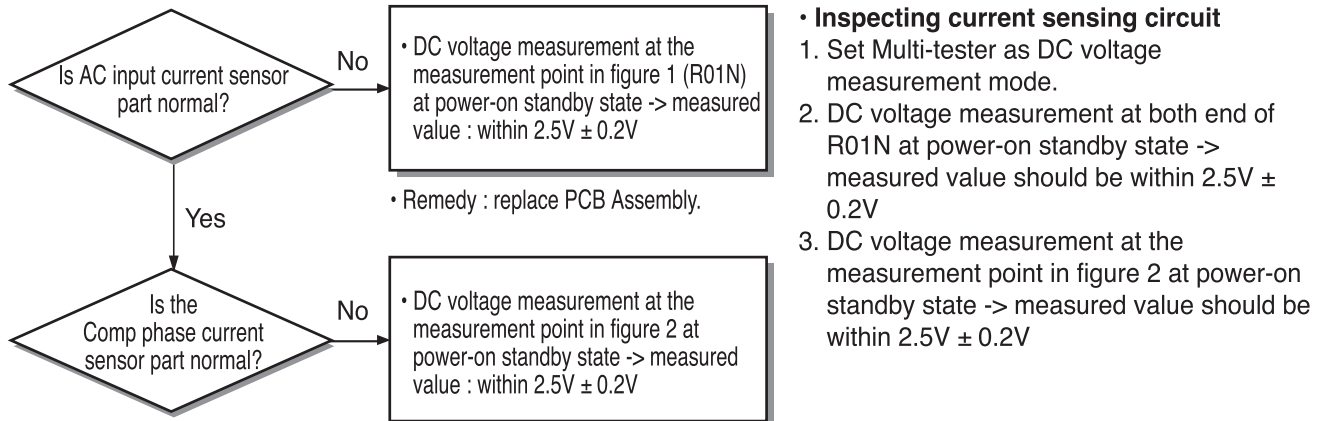 Is AC input current sensor
part normal?
No
• DC voltage measurement at the
measurement point in figure 1 (R01N)
at power-on standby state -> measured
value : within 2.5V ± 0.2V
• Remedy : replace PCB Assembly.
Yes
Is the
Comp phase current
sensor part normal?
No
• DC voltage measurement at the
measurement point in figure 2 at
power-on standby state -> measured
value : within 2.5V ± 0.2V
• Inspecting current sensing circuit
1. Set Multi-tester as DC voltage
measurement mode.
2. DC voltage measurement at both end of
R01N at power-on standby state ->
measured value should be within 2.5V ±
0.2V
3. DC voltage measurement at the
measurement point in figure 2 at power-on
standby state -> measured value should be
within 2.5V ± 0.2V